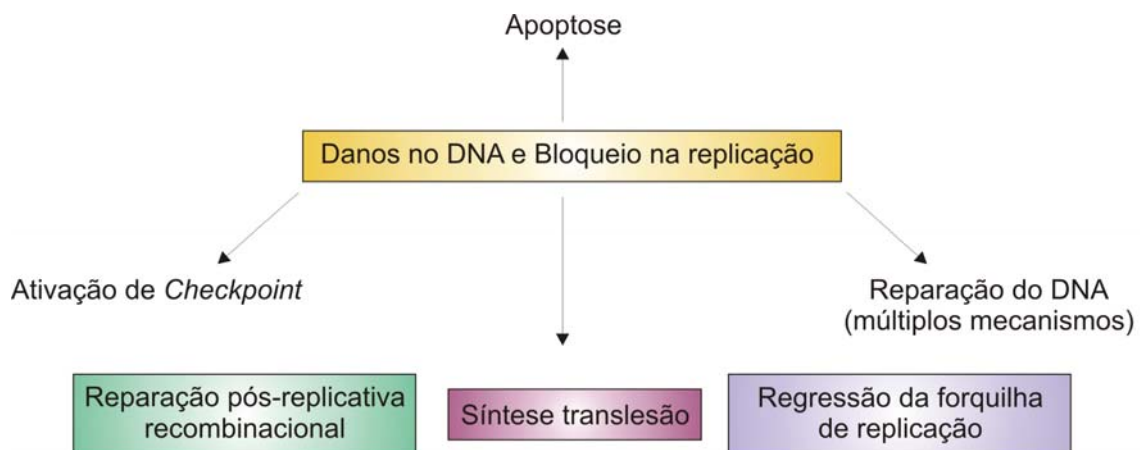 Apoptose
Danos no DNA e Bloqueio na replicação
Ativação de Checkpoint
Reparação do DNA
(múltiplos mecanismos)
Reparação pós-replicativa
recombinacional
Síntese translesão
Regressão da forquilha
de replicação